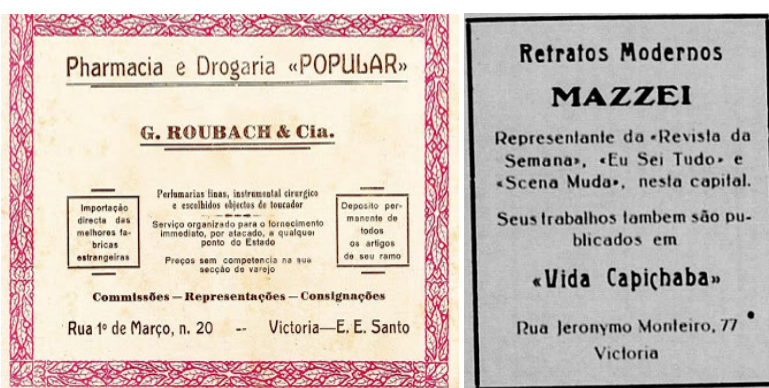 Pharmacia e Drogaria «POPULAR»
G. ROUBACH & Cia.
Importação
directa das
melhores fa-
bricas
estrangeiras
Perfumarias finas, instrumental cirurgico
e escolhidos objectos de toucador
Serviço organizado para o fornecimento
immediato, por atacado, a qualquer
ponto do Estado
Preços sem competencia na sua
secção de varejo
Deposito per-
manente de
todos
os artigos
de seu ramo
Commissões — Representações — Consignações
Rua 1º de Março, n. 20 -- Victoria—E. E. Santo
Retratos Modernos
MAZZEI
Representante da «Revista da
Semana», «Eu Sei Tudo» e
«Scena Muda», nesta capital.
Seus trabalhos tambem são pu-
blicados em
«Vida Capichaba»
Rua Jeronymo Monteiro, 77
Victoria